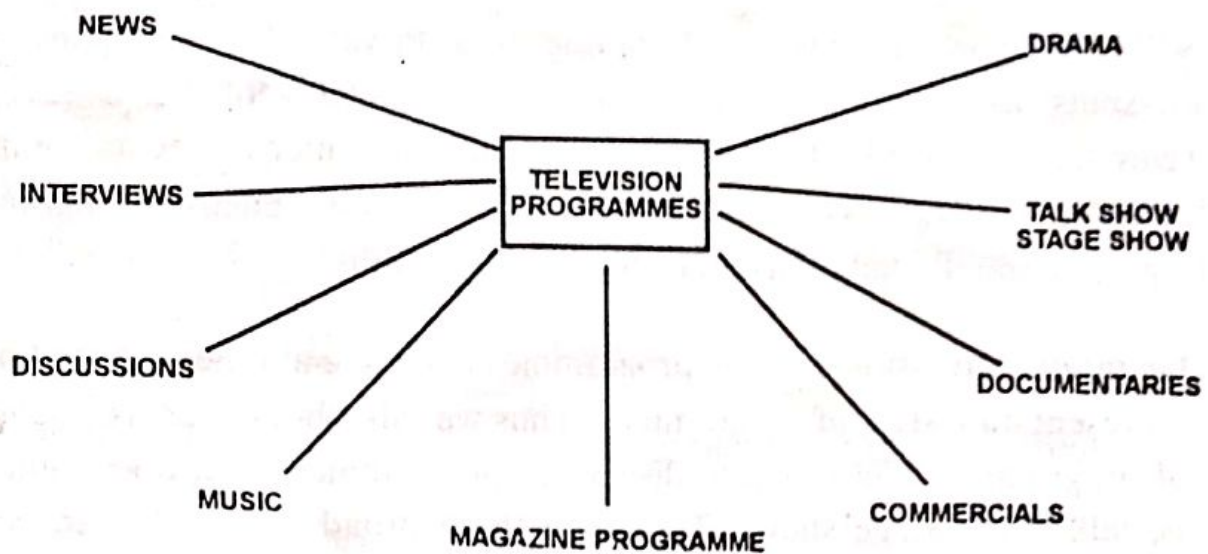 NEWS
DRAMA
INTERVIEWS
TELEVISION
PROGRAMMES
TALK SHOW
STAGE SHOW
DISCUSSIONS
DOCUMENTARIES
MUSIC
COMMERCIALS
MAGAZINE PROGRAMME